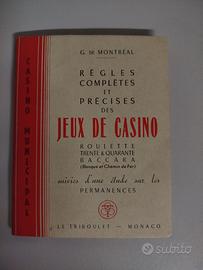 G. DE MONTRÉAL
RÈGLES
COMPLÈTES
ET
PRÉCISES
DES
JEUX DE CASINO
ROULETTE
TRENTE & QUARANTE
BACCARA
(Banque et Chemin de Fer)
suivies d'une étude sur les
PERMANENCES
LE TRIBOULET — MONACO
CASINO MUNICIPAL
subito.it